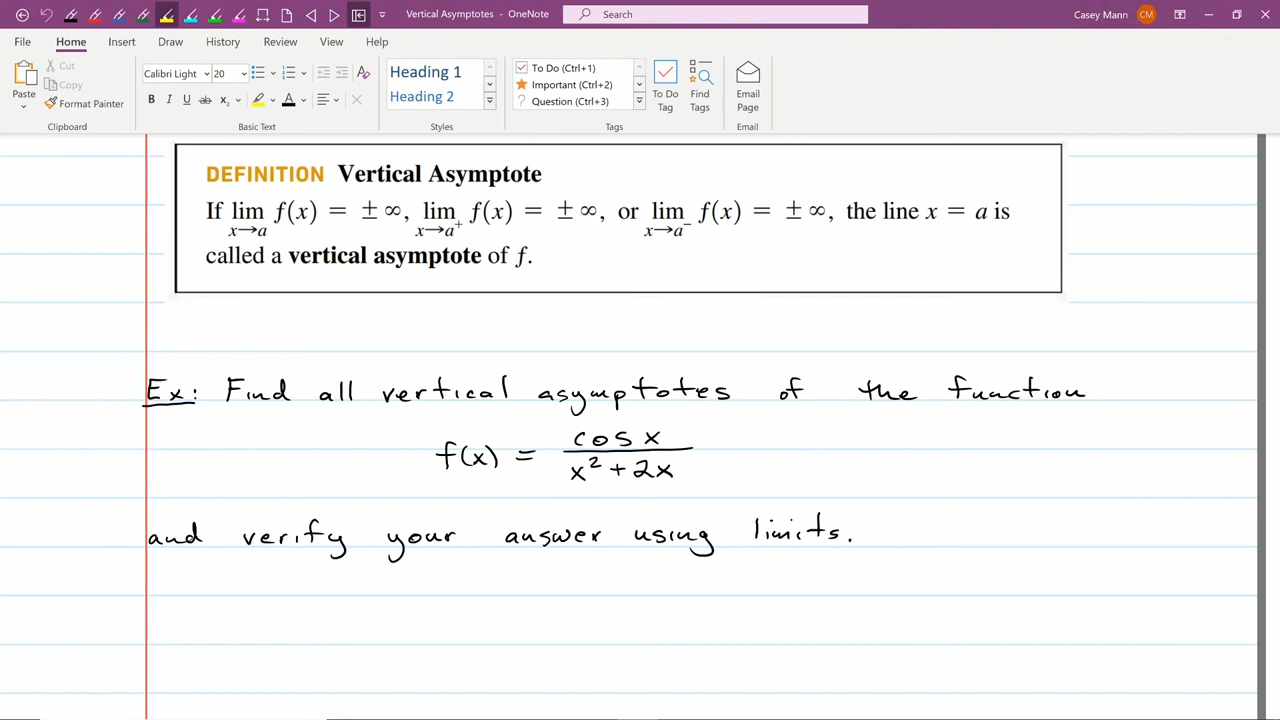 Vertical Asymptotes - OneNote
Search
Casey Mann CM
File Home Insert Draw History Review View Help
Paste
Cut
Copy
Format Painter
Clipboard
Calibri Light 20
B I U ab x₂ A
Basic Text
Heading 1
Heading 2
Styles
To Do (Ctrl+1)
Important (Ctrl+2)
? Question (Ctrl+3)
To Do Tag
Find Tags
Tags
Email Page
Email
DEFINITION Vertical Asymptote
If lim x→a f(x) = ±∞, lim x→a⁺ f(x) = ±∞, or lim x→a⁻ f(x) = ±∞, the line x = a is
called a vertical asymptote of f.
Ex: Find all vertical asymptotes of the function
f(x) = cos x / x² + 2x
and verify your answer using limits.